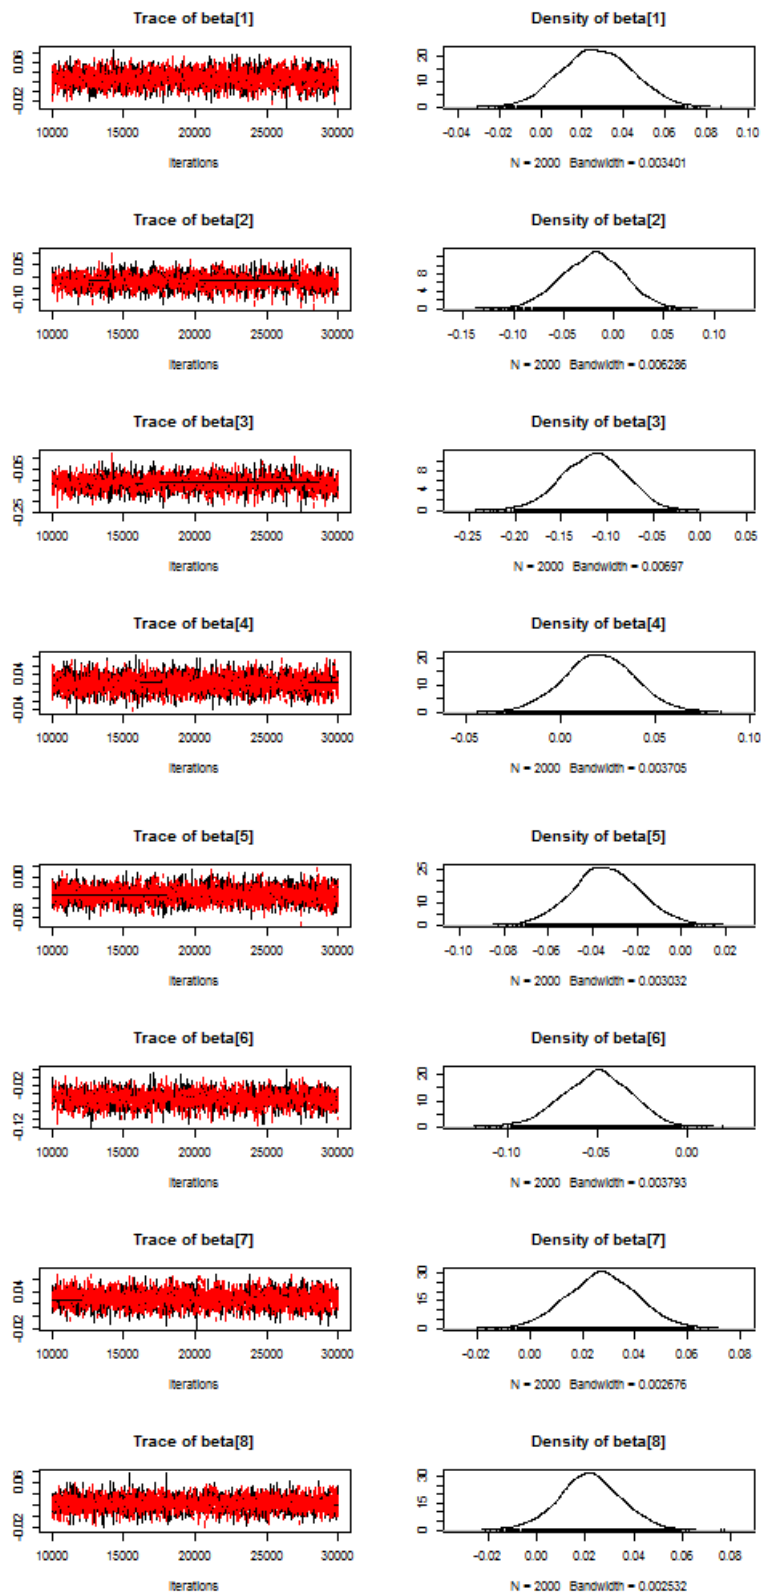 Trace of beta[1] Density of beta[1]
-0.02 0.06 0 10 20
10000 15000 20000 25000 30000 -0.04 -0.02 0.00 0.02 0.04 0.06 0.08 0.10
Iterations N = 2000 Bandwidth = 0.003401
Trace of beta[2] Density of beta[2]
-0.10 0.05 0 4 8
10000 15000 20000 25000 30000 -0.15 -0.10 -0.05 0.00 0.05 0.10
Iterations N = 2000 Bandwidth = 0.006286
Trace of beta[3] Density of beta[3]
-0.25 -0.05 0 4 8
10000 15000 20000 25000 30000 -0.25 -0.20 -0.15 -0.10 -0.05 0.00 0.05
Iterations N = 2000 Bandwidth = 0.00697
Trace of beta[4] Density of beta[4]
-0.04 0.04 0 10 20
10000 15000 20000 25000 30000 -0.05 0.00 0.05 0.10
Iterations N = 2000 Bandwidth = 0.003705
Trace of beta[5] Density of beta[5]
-0.08 0.00 0 10 25
10000 15000 20000 25000 30000 -0.10 -0.08 -0.06 -0.04 -0.02 0.00 0.02
Iterations N = 2000 Bandwidth = 0.003032
Trace of beta[6] Density of beta[6]
-0.12 -0.02 0 10 20
10000 15000 20000 25000 30000 -0.10 -0.05 0.00
Iterations N = 2000 Bandwidth = 0.003793
Trace of beta[7] Density of beta[7]
-0.02 0.04 0 15 30
10000 15000 20000 25000 30000 -0.02 0.00 0.02 0.04 0.06 0.08
Iterations N = 2000 Bandwidth = 0.002676
Trace of beta[8] Density of beta[8]
-0.02 0.06 0 15 30
10000 15000 20000 25000 30000 -0.02 0.00 0.02 0.04 0.06 0.08
Iterations N = 2000 Bandwidth = 0.002532